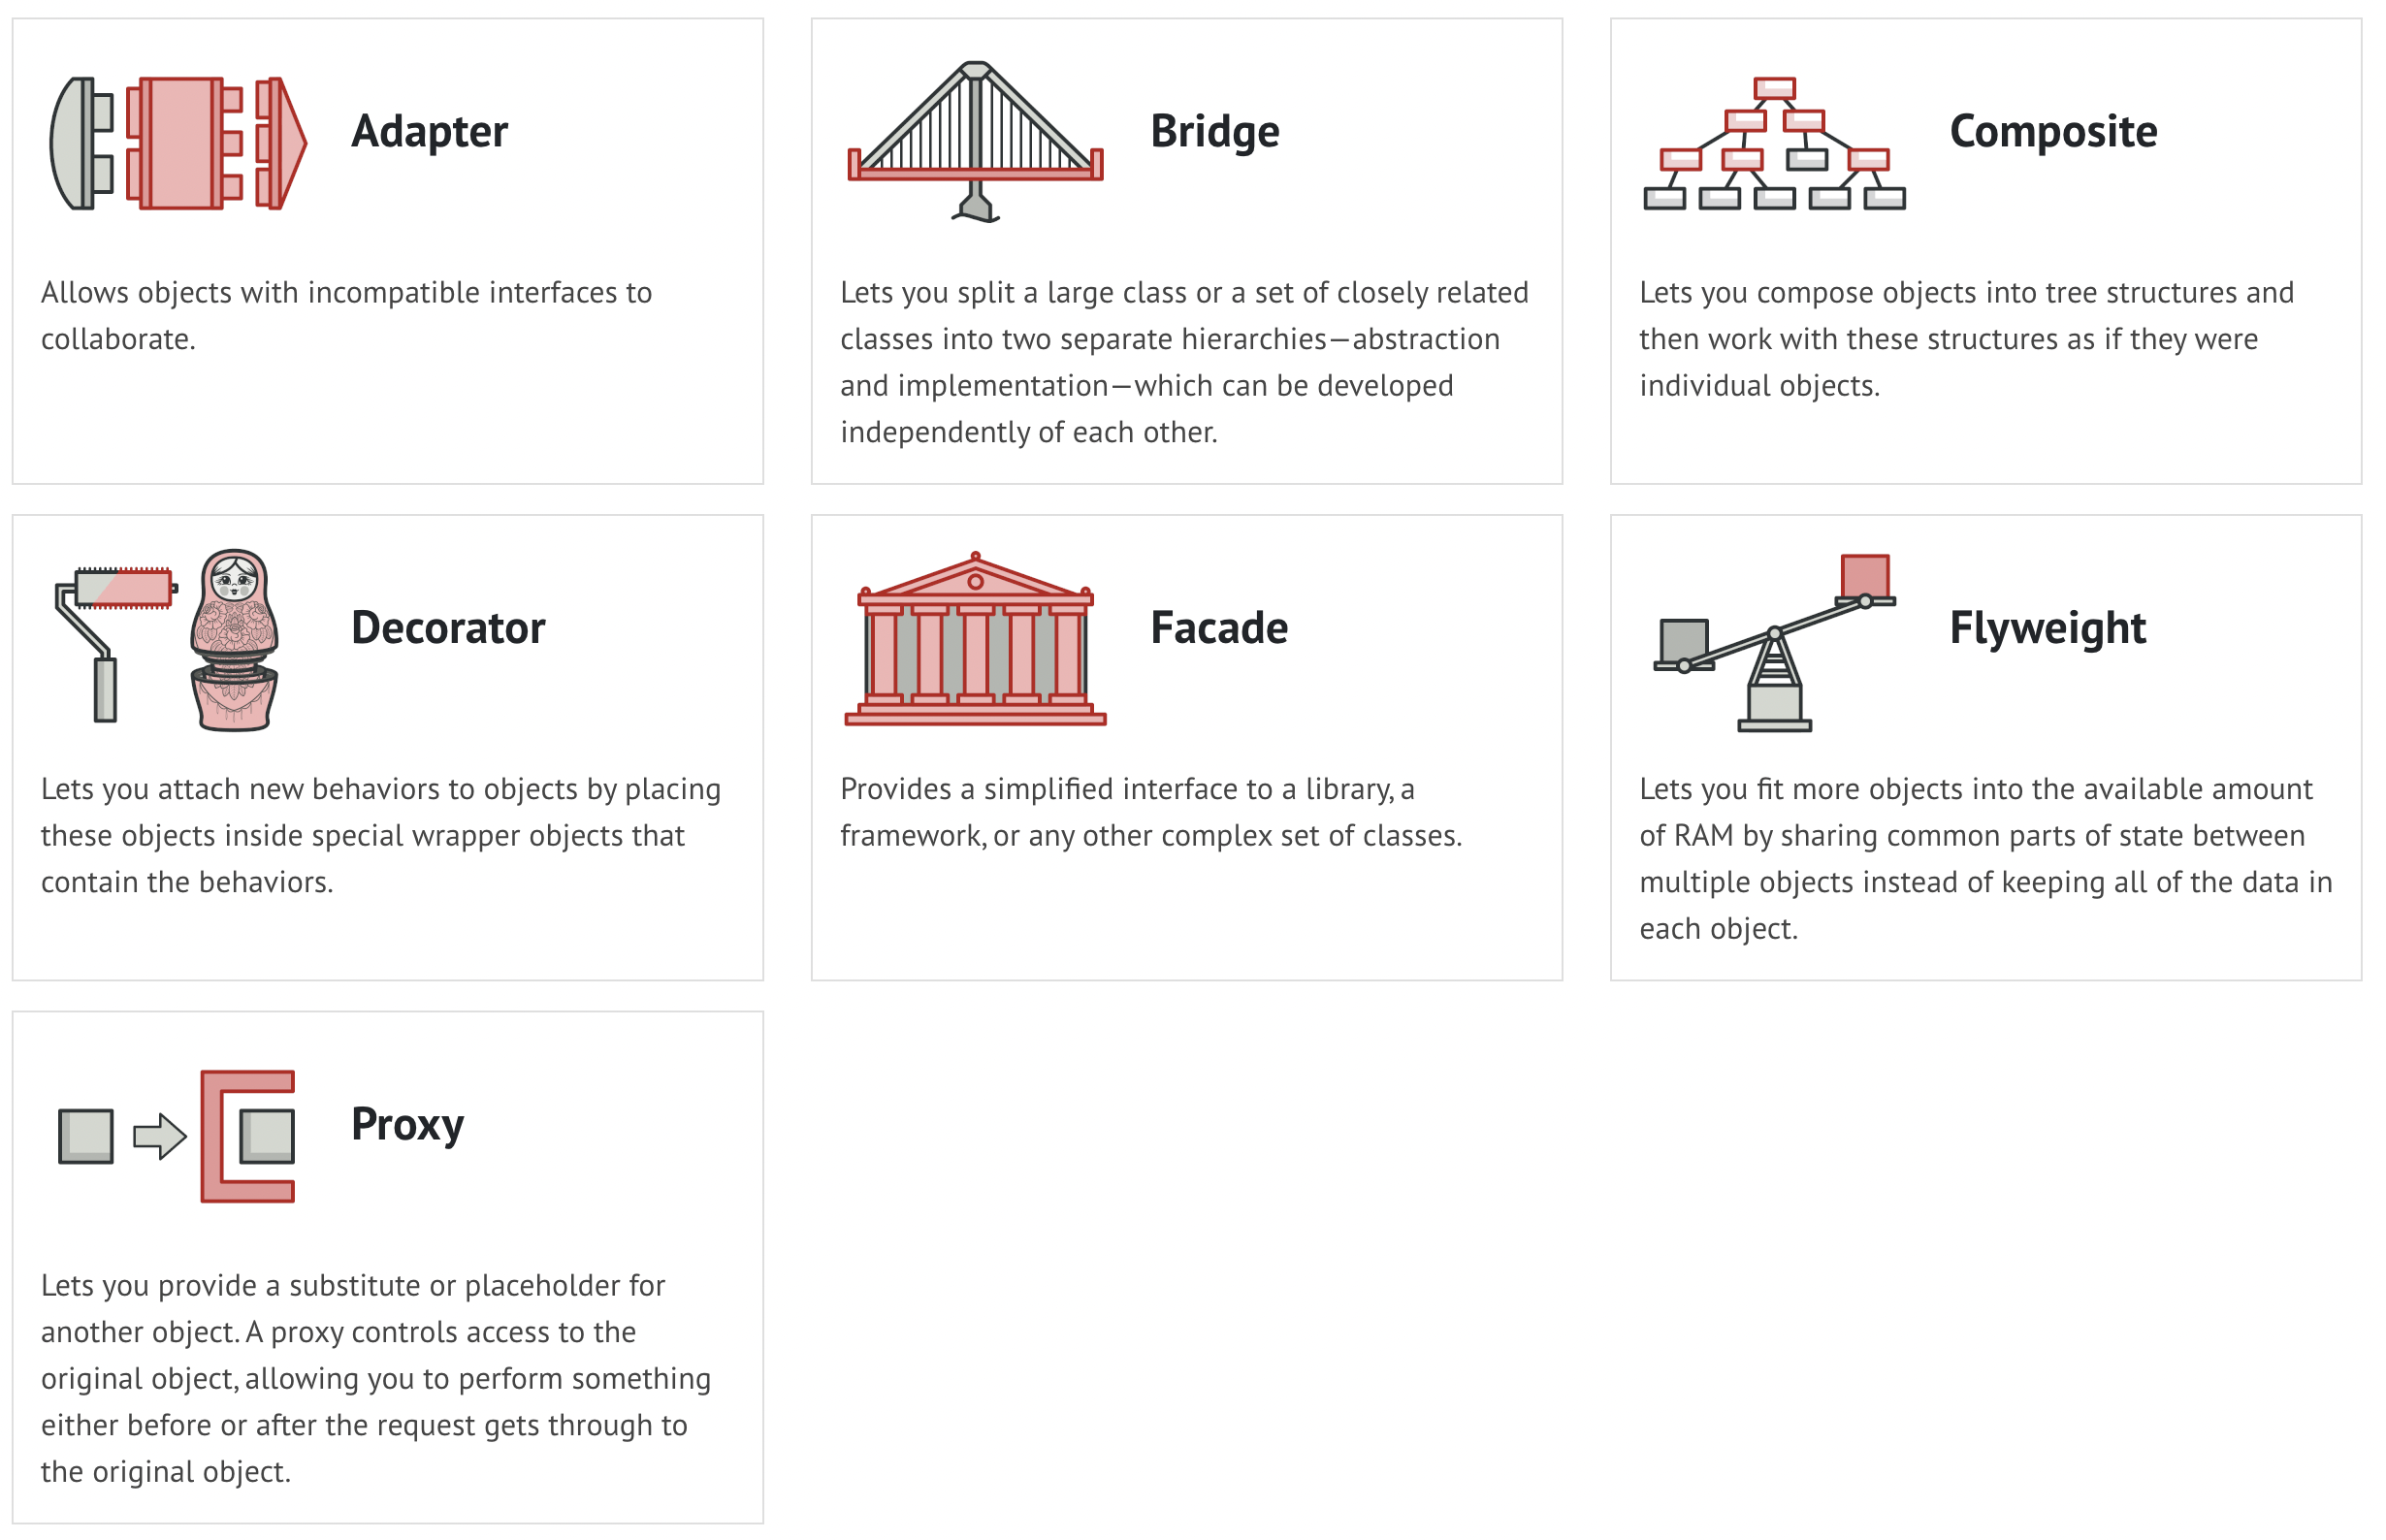 Adapter
Allows objects with incompatible interfaces to
collaborate.
Bridge
Lets you split a large class or a set of closely related
classes into two separate hierarchies—abstraction
and implementation—which can be developed
independently of each other.
Composite
Lets you compose objects into tree structures and
then work with these structures as if they were
individual objects.
Decorator
Lets you attach new behaviors to objects by placing
these objects inside special wrapper objects that
contain the behaviors.
Facade
Provides a simplified interface to a library, a
framework, or any other complex set of classes.
Flyweight
Lets you fit more objects into the available amount
of RAM by sharing common parts of state between
multiple objects instead of keeping all of the data in
each object.
Proxy
Lets you provide a substitute or placeholder for
another object. A proxy controls access to the
original object, allowing you to perform something
either before or after the request gets through to
the original object.